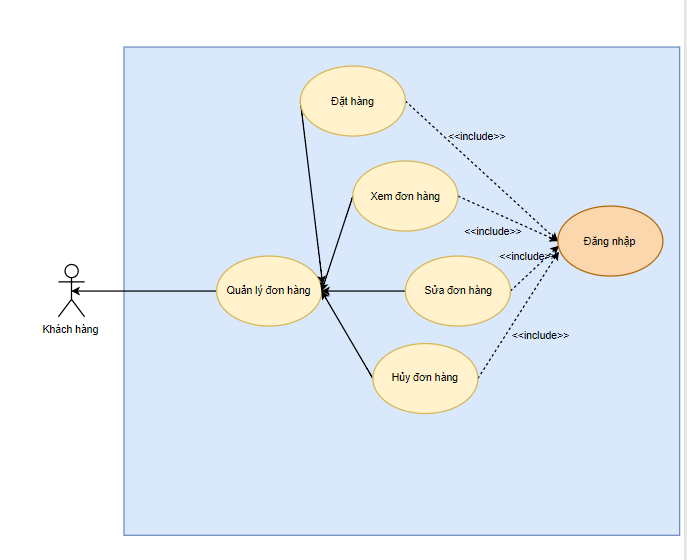 Đặt hàng
<<include>>
Xem đơn hàng
<<include>>
Đăng nhập
<<include>>
Quản lý đơn hàng
Sửa đơn hàng
Khách hàng
<<include>>
Hủy đơn hàng